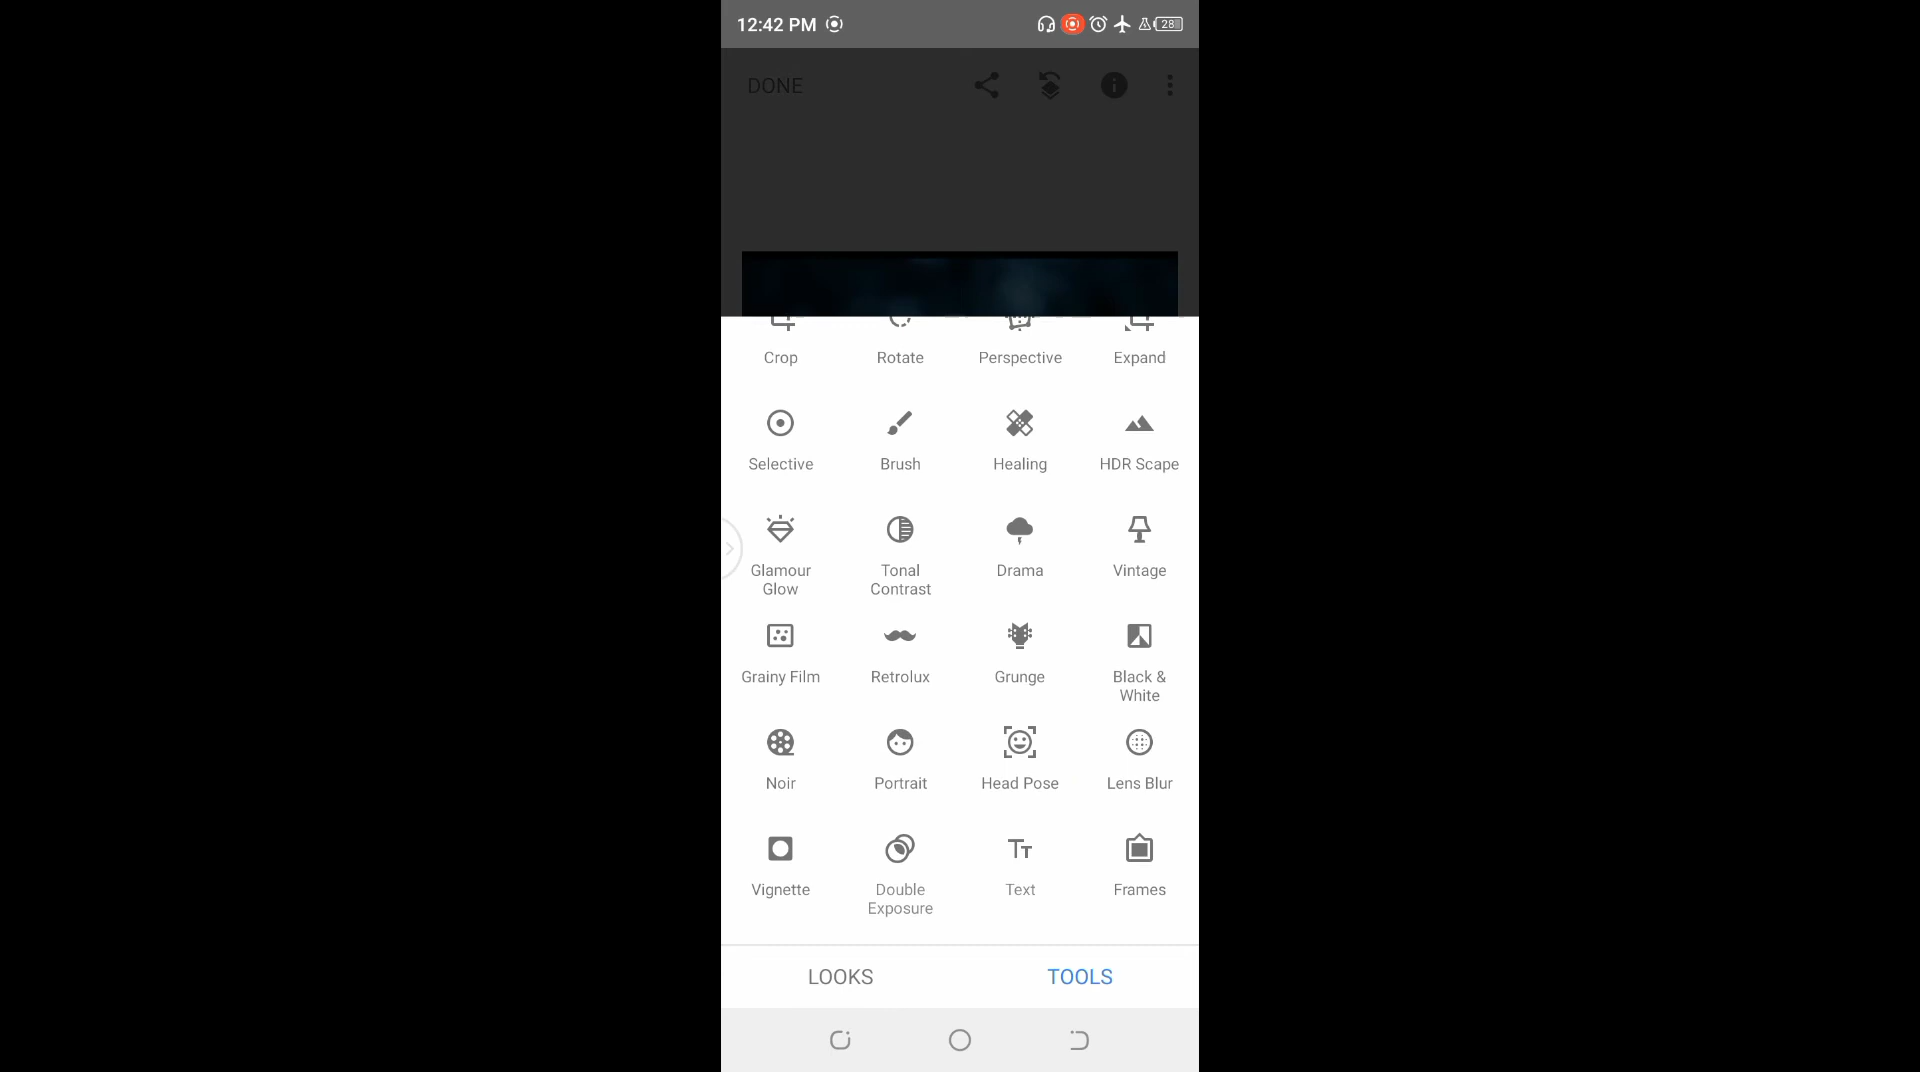 12:42 PM
28
DONE
Crop Rotate Perspective Expand
Selective Brush Healing HDR Scape
Glamour Glow
Tonal Contrast
Drama
Vintage
Grainy Film
Retrolux
Grunge
Black & White
Noir Portrait Head Pose Lens Blur
Vignette
Double Exposure
Text
Frames
LOOKS TOOLS